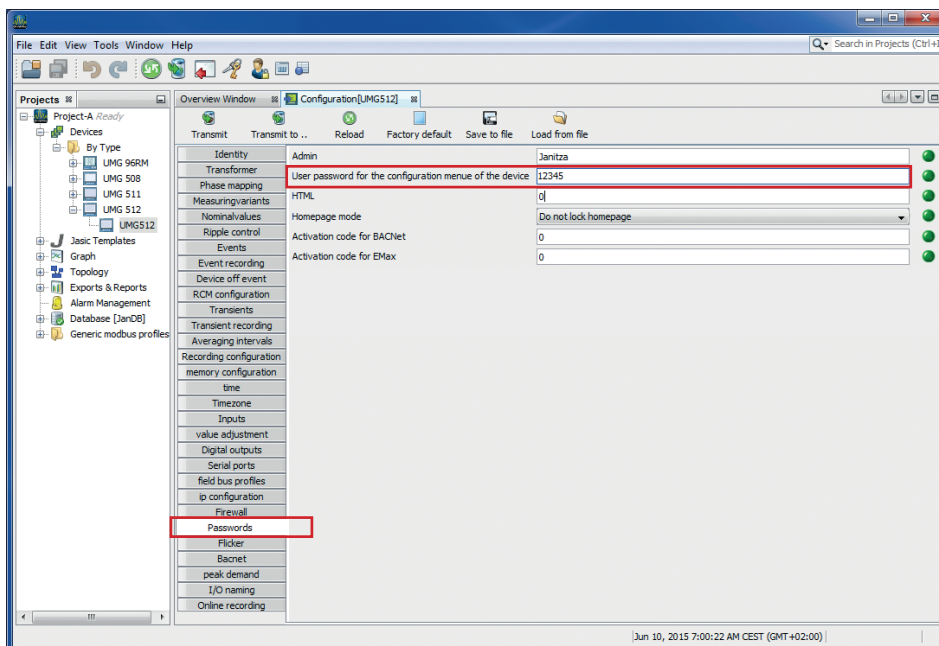 File Edit View Tools Window Help
Search in Projects (Ctrl+I
Projects
Project-A Ready
Devices
By Type
UMG 96RM
UMG 508
UMG 511
UMG 512
UMG512
Jasic Templates
Graph
Topology
Exports & Reports
Alarm Management
Database [JanDB]
Generic modbus profiles
Overview Window Configuration[UMG512]
Transmit Transmit to .. Reload Factory default Save to file Load from file
Identity
Transformer
Phase mapping
Measuringvariants
Nominalvalues
Ripple control
Events
Event recording
Device off event
RCM configuration
Transients
Transient recording
Averaging intervals
Recording configuration
memory configuration
time
Timezone
Inputs
value adjustment
Digital outputs
Serial ports
field bus profiles
ip configuration
Firewall
Passwords
Flicker
Bacnet
peak demand
I/O naming
Online recording
Admin Janitza
User password for the configuration menue of the device 12345
HTML 0
Homepage mode Do not lock homepage
Activation code for BACNet 0
Activation code for EMax 0
Jun 10, 2015 7:00:22 AM CEST (GMT+02:00)